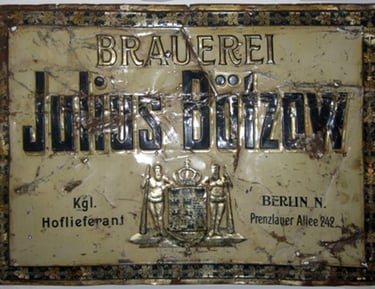 BRAUEREI
Julius Bötzow
Kgl.
Hoflieferant
BERLIN N.
Prenzlauer Allee 242